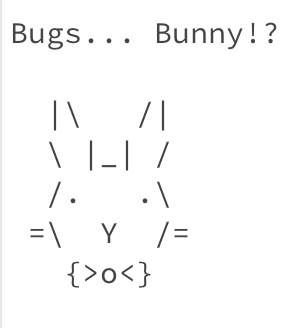 Bugs... Bunny!?
|\   /|
\ |_| /
/.   .\
=\  Y  /=
{>o<}